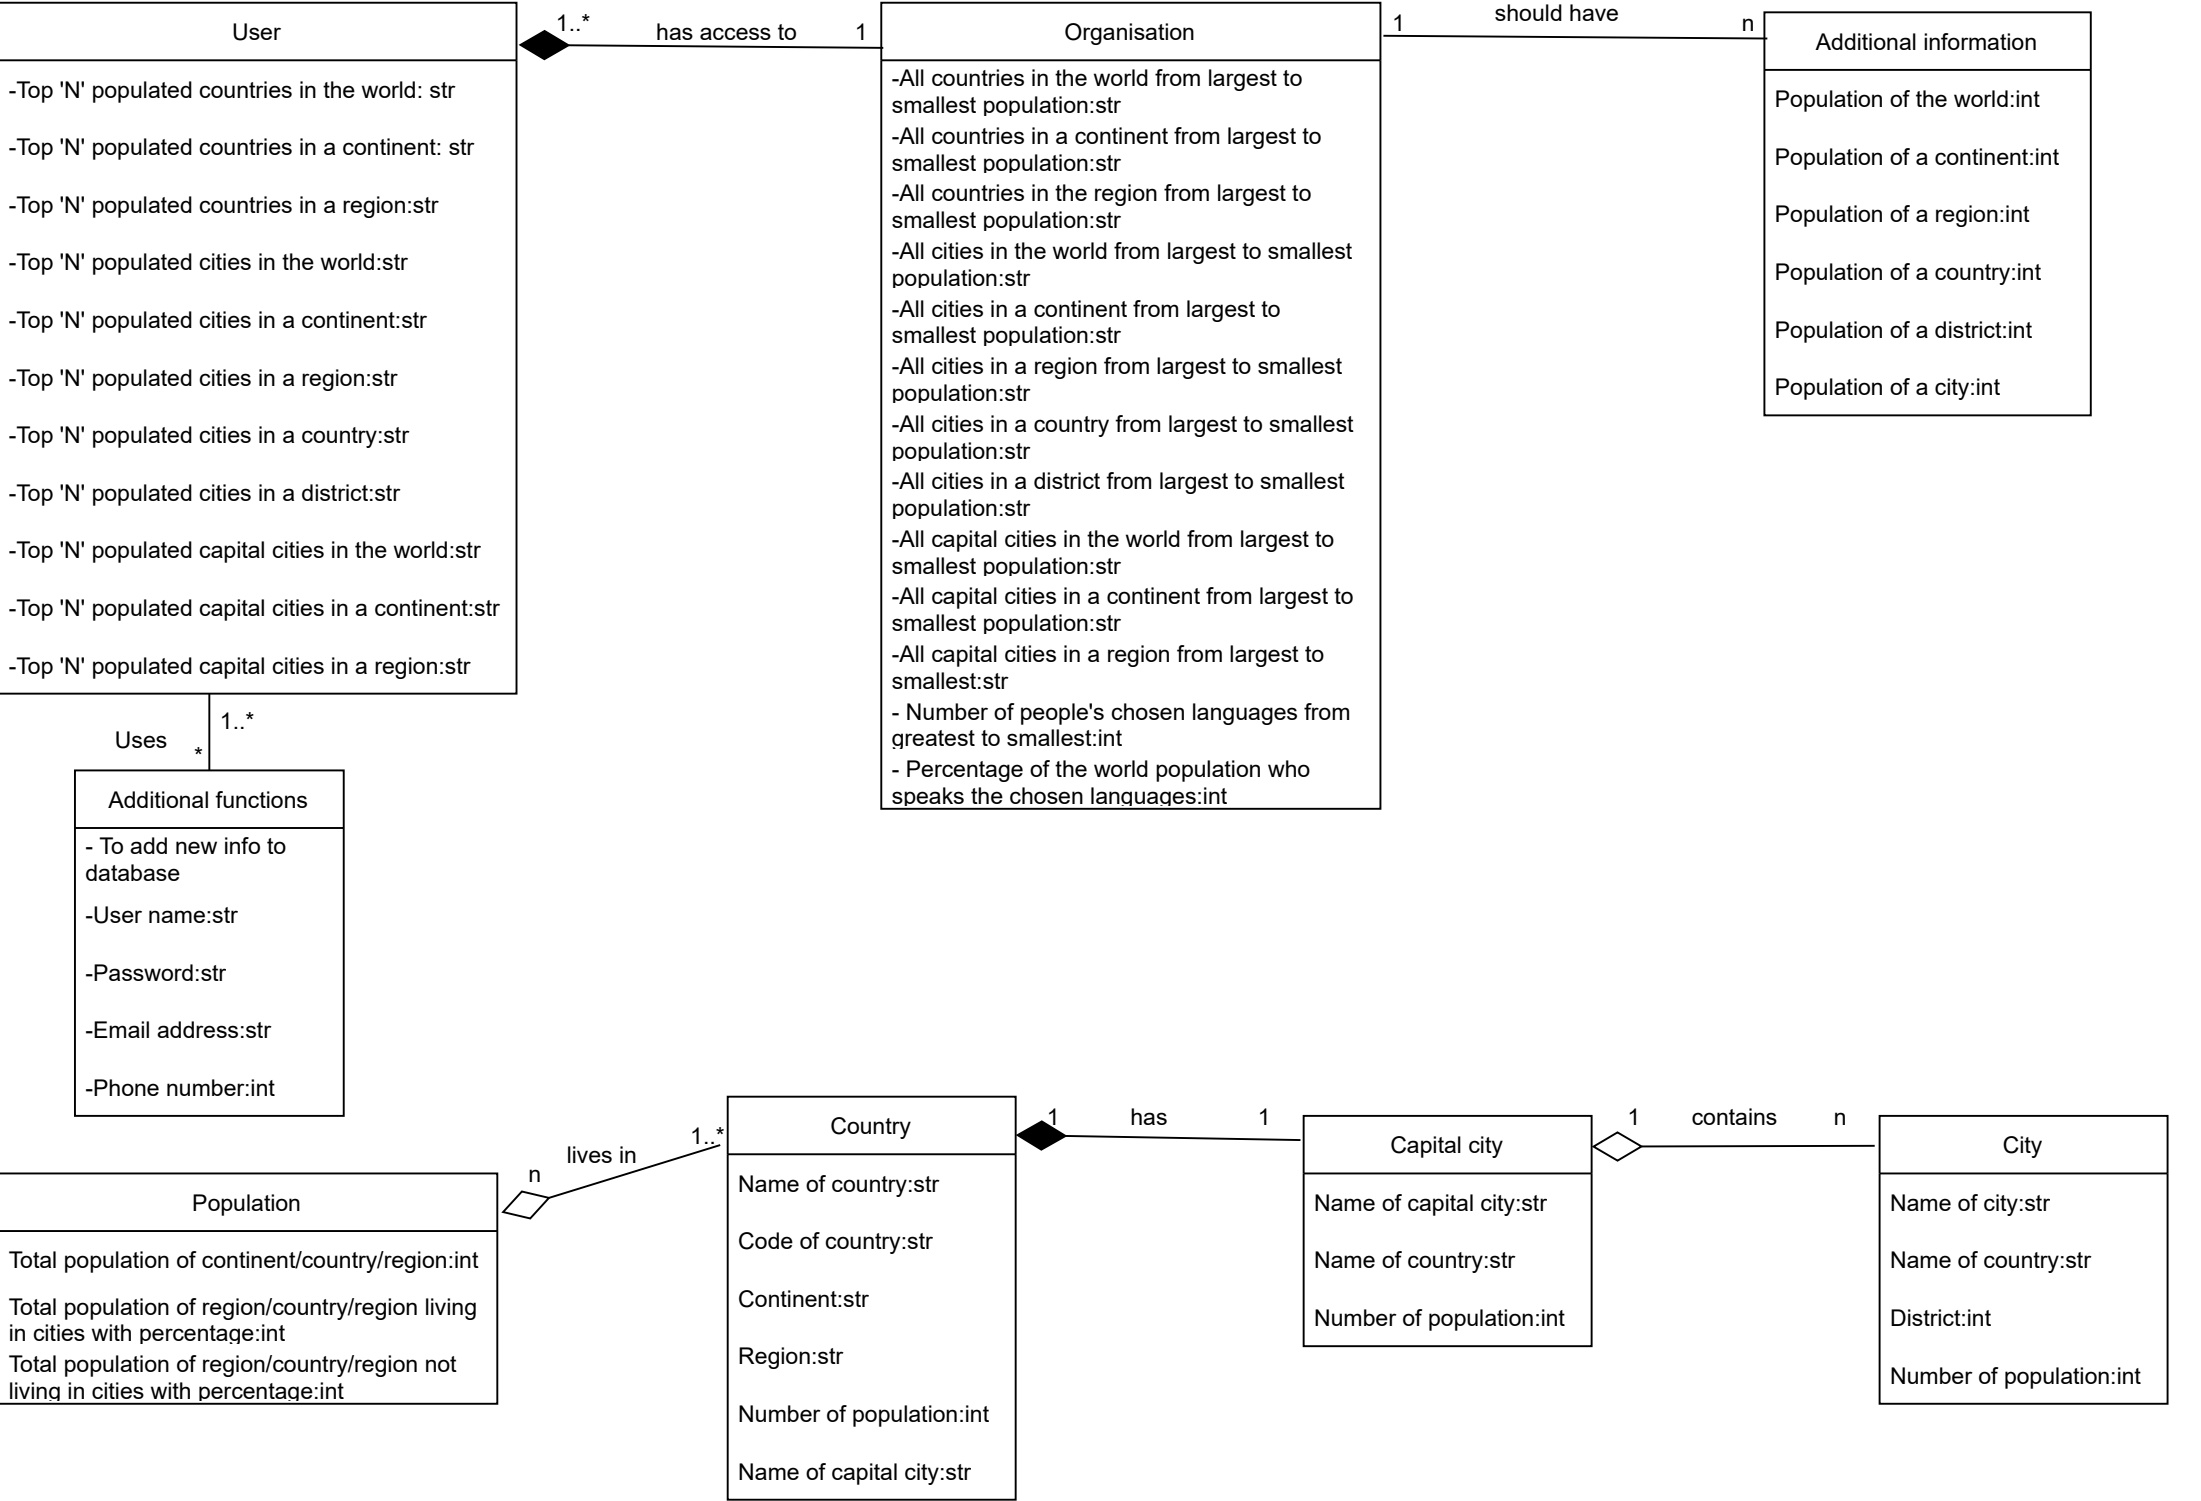 User
-Top 'N' populated countries in the world: str
-Top 'N' populated countries in a continent: str
-Top 'N' populated countries in a region:str
-Top 'N' populated cities in the world:str
-Top 'N' populated cities in a continent:str
-Top 'N' populated cities in a region:str
-Top 'N' populated cities in a country:str
-Top 'N' populated cities in a district:str
-Top 'N' populated capital cities in the world:str
-Top 'N' populated capital cities in a continent:str
-Top 'N' populated capital cities in a region:str
1..*
has access to
1
Organisation
-All countries in the world from largest to
smallest population:str
-All countries in a continent from largest to
smallest population:str
-All countries in the region from largest to
smallest population:str
-All cities in the world from largest to smallest
population:str
-All cities in a continent from largest to
smallest population:str
-All cities in a region from largest to smallest
population:str
-All cities in a country from largest to smallest
population:str
-All cities in a district from largest to smallest
population:str
-All capital cities in the world from largest to
smallest population:str
-All capital cities in a continent from largest to
smallest population:str
-All capital cities in a region from largest to
smallest:str
- Number of people's chosen languages from
greatest to smallest:int
- Percentage of the world population who
speaks the chosen languages:int
1
should have
n
Additional information
Population of the world:int
Population of a continent:int
Population of a region:int
Population of a country:int
Population of a district:int
Population of a city:int
1..*
Uses
*
Additional functions
- To add new info to
database
-User name:str
-Password:str
-Email address:str
-Phone number:int
Population
Total population of continent/country/region:int
Total population of region/country/region living
in cities with percentage:int
Total population of region/country/region not
living in cities with percentage:int
n
lives in
1..*
Country
Name of country:str
Code of country:str
Continent:str
Region:str
Number of population:int
Name of capital city:str
1
has
1
Capital city
Name of capital city:str
Name of country:str
Number of population:int
1
contains
n
City
Name of city:str
Name of country:str
District:int
Number of population:int